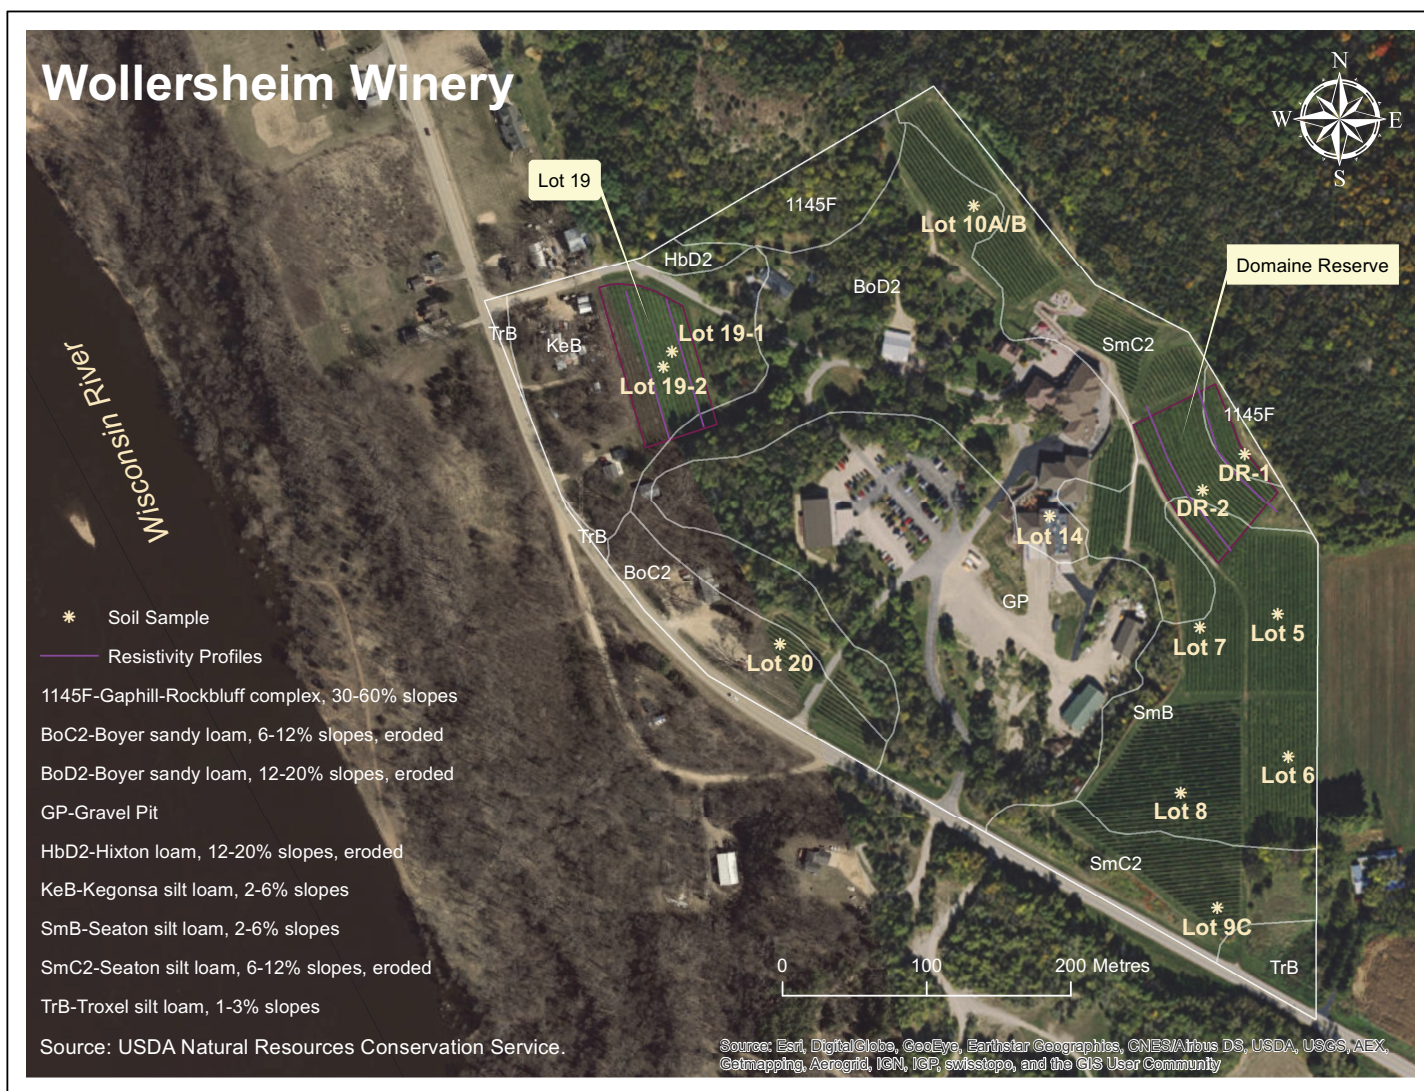 Wollersheim Winery
N
W E
S
Lot 19
1145F
Lot 10A/B
HbD2
Domaine Reserve
BoD2
TrB
KeB
Lot 19-1
SmC2
Lot 19-2
Wisconsin River
1145F
DR-1
DR-2
Lot 14
TrB
BoC2
GP
Soil Sample
Lot 5
Lot 7
Resistivity Profiles
Lot 20
1145F-Gaphill-Rockbluff complex, 30-60% slopes
SmB
BoC2-Boyer sandy loam, 6-12% slopes, eroded
BoD2-Boyer sandy loam, 12-20% slopes, eroded
Lot 6
GP-Gravel Pit
Lot 8
HbD2-Hixton loam, 12-20% slopes, eroded
SmC2
KeB-Kegonsa silt loam, 2-6% slopes
SmB-Seaton silt loam, 2-6% slopes
Lot 9C
SmC2-Seaton silt loam, 6-12% slopes, eroded
0 100 200 Metres
TrB
TrB-Troxel silt loam, 1-3% slopes
Source: USDA Natural Resources Conservation Service.
Source: Esri, DigitalGlobe, GeoEye, Earthstar Geographics, CNES/Airbus DS, USDA, USGS, AEX,
Getmapping, Aerogrid, IGN, IGP, swisstopo, and the GIS User Community